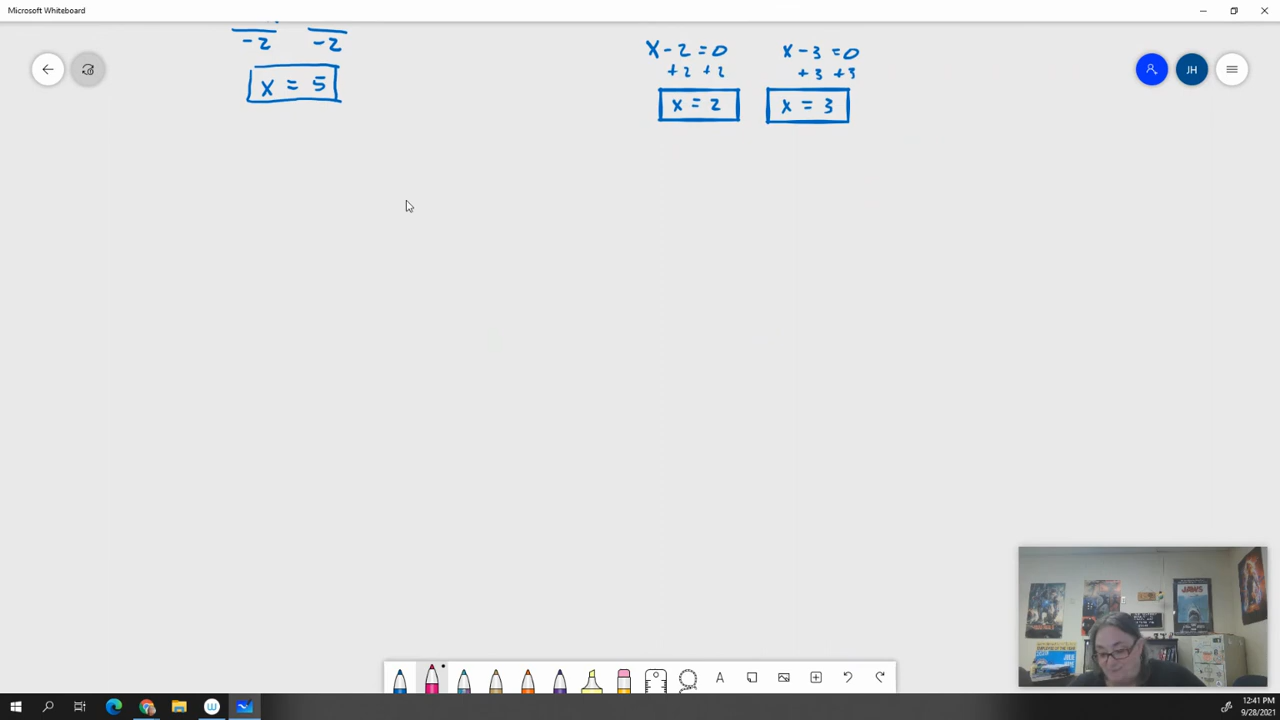 Microsoft Whiteboard
-2 -2
x = 5
x - 2 = 0 x - 3 = 0
+2 +2 +3 +3
x = 2 x = 3
JH
A
JAWS
12:41 PM
9/28/2021